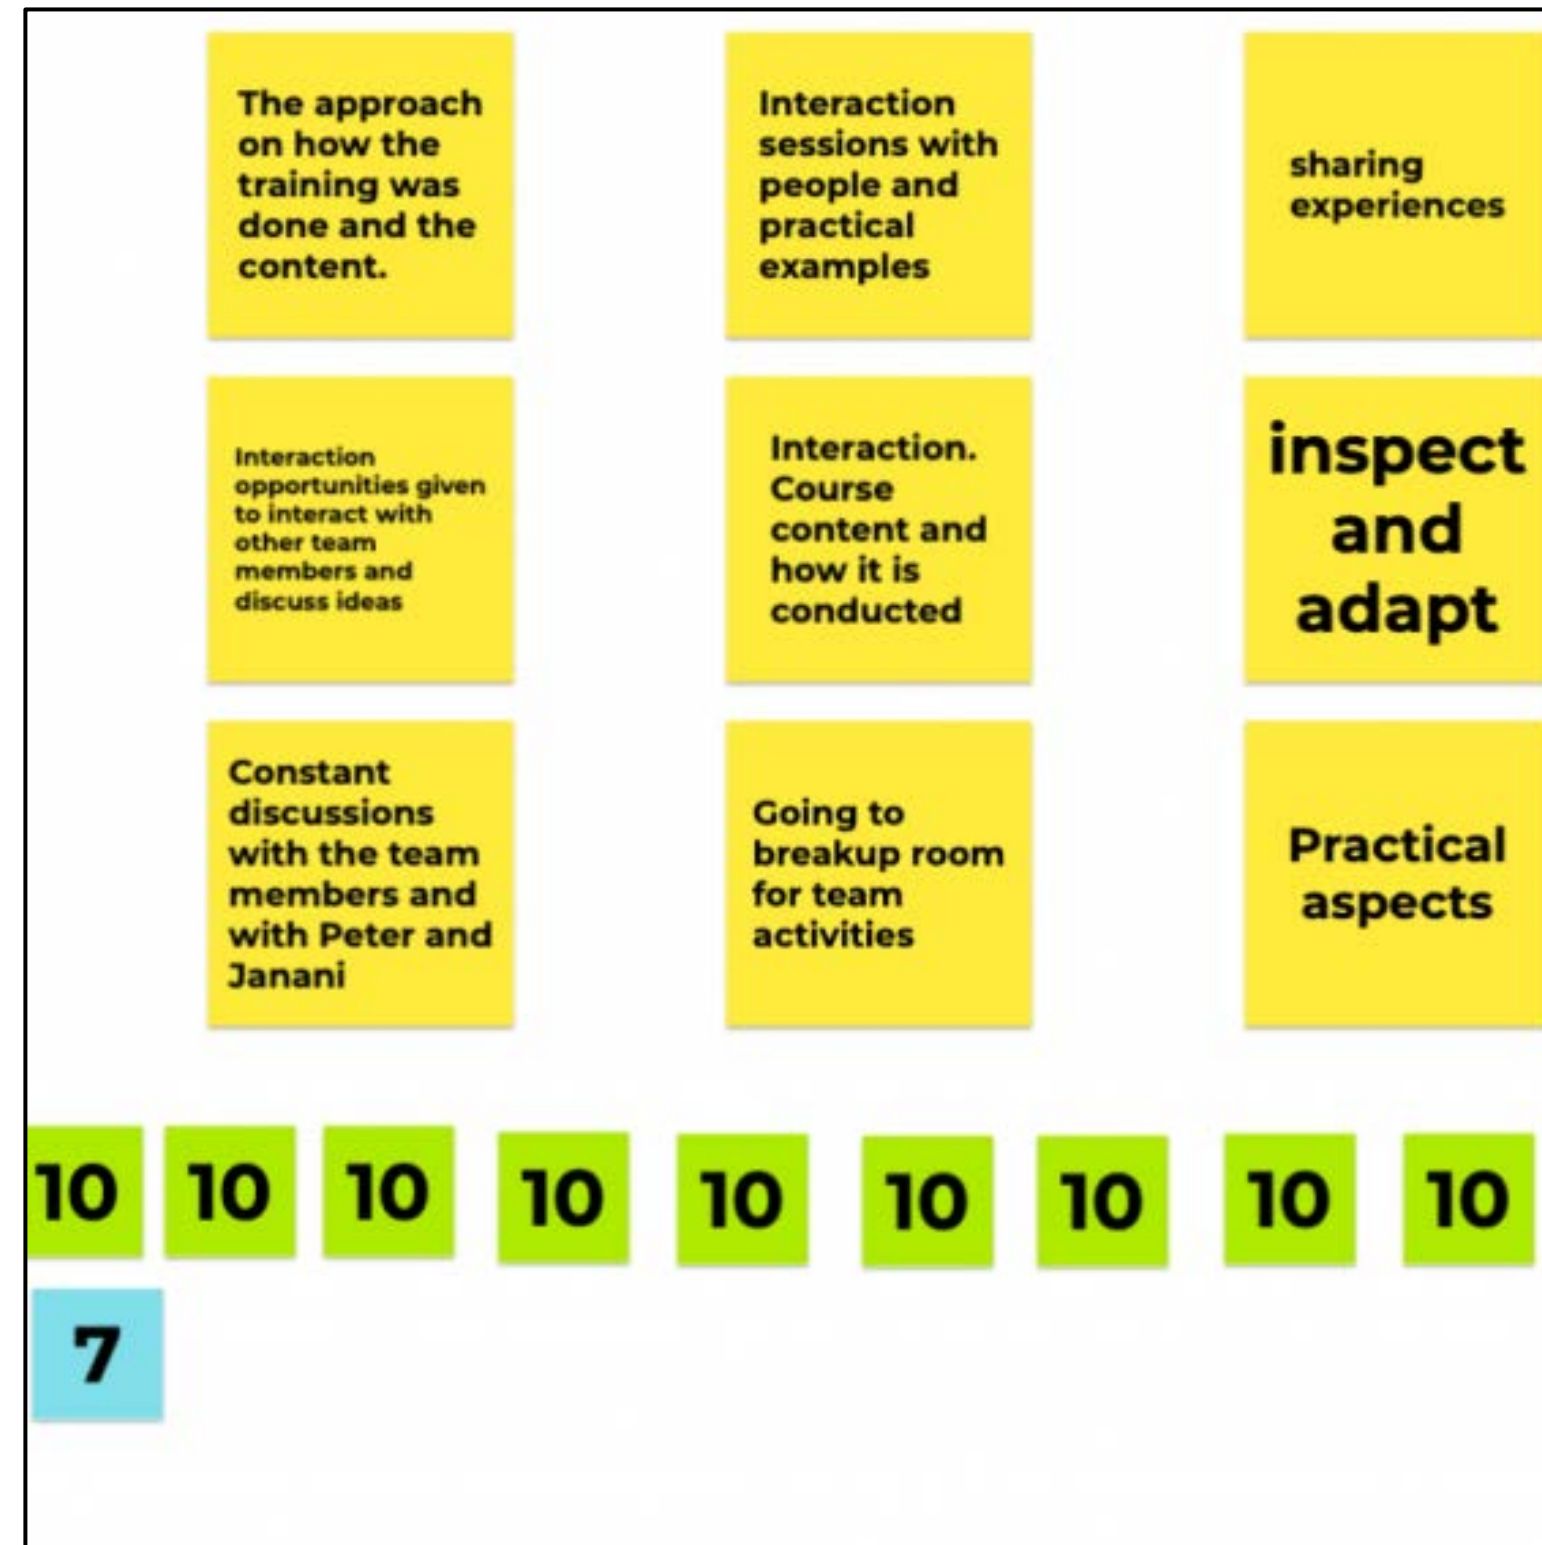 The approach
on how the
training was
done and the
content.
Interaction
sessions with
people and
practical
examples
sharing
experiences
Interaction
opportunities given
to interact with
other team
members and
discuss ideas
Interaction.
Course
content and
how it is
conducted
inspect
and
adapt
Constant
discussions
with the team
members and
with Peter and
Janani
Going to
breakup room
for team
activities
Practical
aspects
10 10 10 10 10 10 10 10 10
7